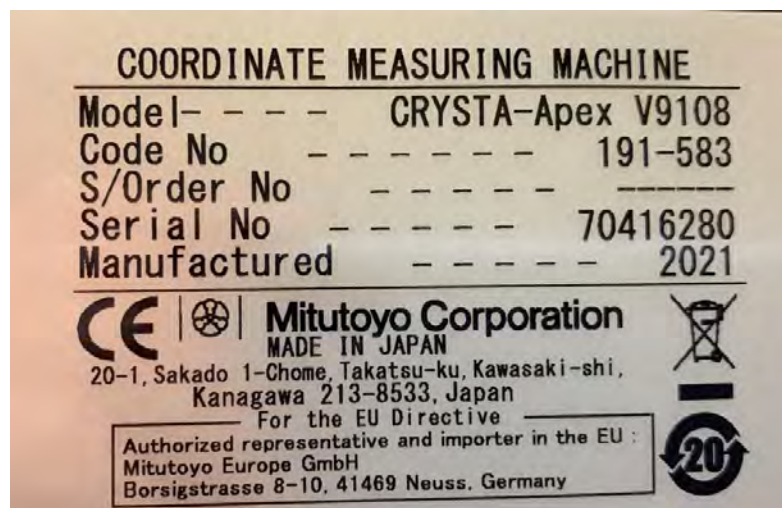 COORDINATE MEASURING MACHINE
Model- - - - CRYSTA-Apex V9108
Code No - - - - - - 191-583
S/Order No - - - - - ------
Serial No - - - - - 70416280
Manufactured - - - - - 2021
CE Mitutoyo Corporation
MADE IN JAPAN
20-1, Sakado 1-Chome, Takatsu-ku, Kawasaki-shi,
Kanagawa 213-8533, Japan
For the EU Directive
Authorized representative and importer in the EU :
Mitutoyo Europe GmbH
Borsigstrasse 8-10, 41469 Neuss, Germany
20